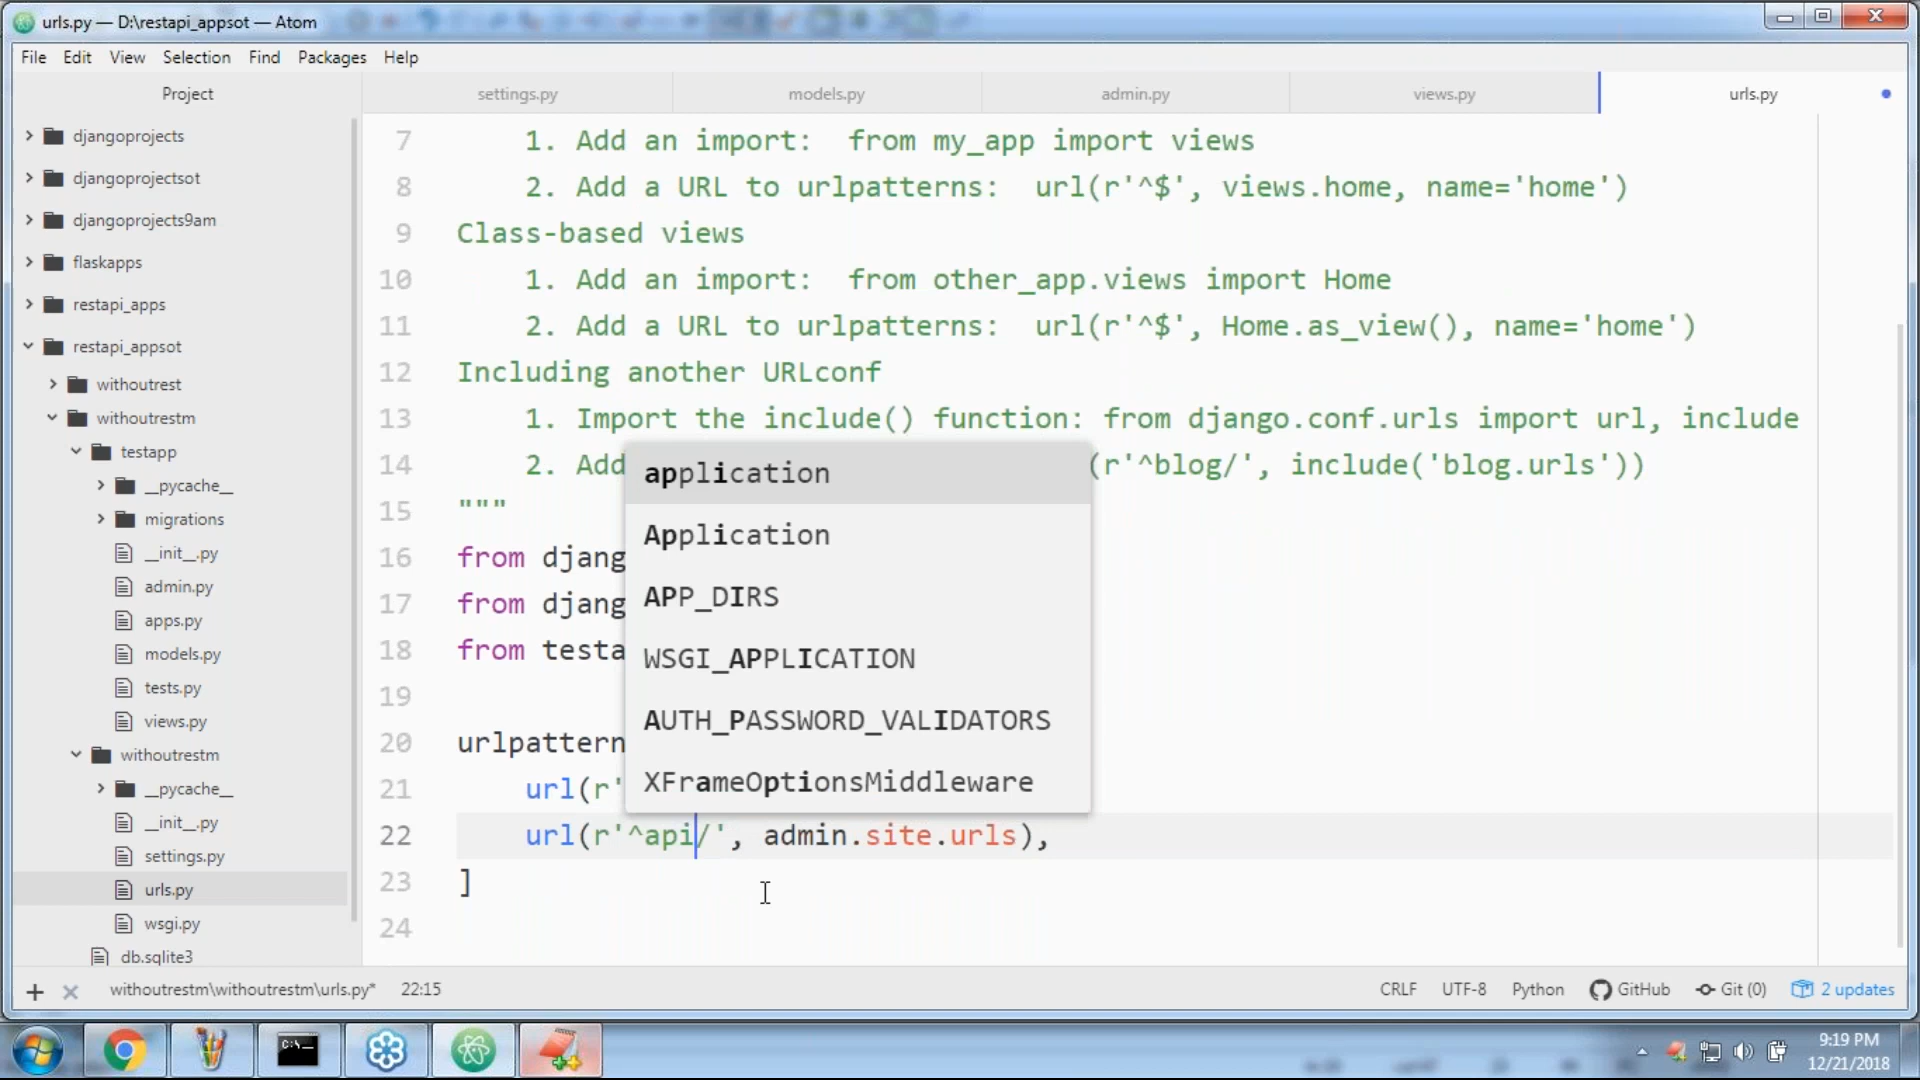 urls.py — D:\restapi_appsot — Atom
File Edit View Selection Find Packages Help
Project
settings.py
models.py
admin.py
views.py
urls.py
djangoprojects
djangoprojectsot
djangoprojects9am
flaskapps
restapi_apps
restapi_appsot
withoutrest
withoutrestm
testapp
__pycache__
migrations
__init__.py
admin.py
apps.py
models.py
tests.py
views.py
withoutrestm
__pycache__
__init__.py
settings.py
urls.py
wsgi.py
db.sqlite3
7 1. Add an import:  from my_app import views
8 2. Add a URL to urlpatterns:  url(r'^$', views.home, name='home')
9 Class-based views
10 1. Add an import:  from other_app.views import Home
11 2. Add a URL to urlpatterns:  url(r'^$', Home.as_view(), name='home')
12 Including another URLconf
13 1. Import the include() function: from django.conf.urls import url, include
14 2. Add (r'^blog/', include('blog.urls'))
15 """
16 from djang
17 from djang
18 from testa
19
20 urlpattern
21 url(r'
22 url(r'^api/', admin.site.urls),
23 ]
24
application
Application
APP_DIRS
WSGI_APPLICATION
AUTH_PASSWORD_VALIDATORS
XFrameOptionsMiddleware
withoutrestm\withoutrestm\urls.py* 22:15
CRLF UTF-8 Python GitHub Git (0) 2 updates
C:\_
9:19 PM
12/21/2018